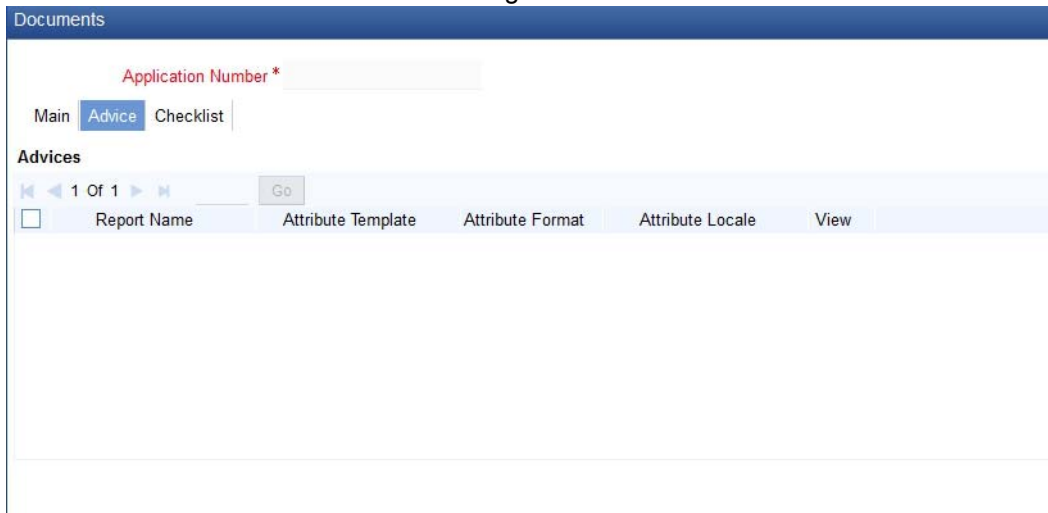 Documents
Application Number *
Main Advice Checklist
Advices
1 Of 1 Go
Report Name Attribute Template Attribute Format Attribute Locale View